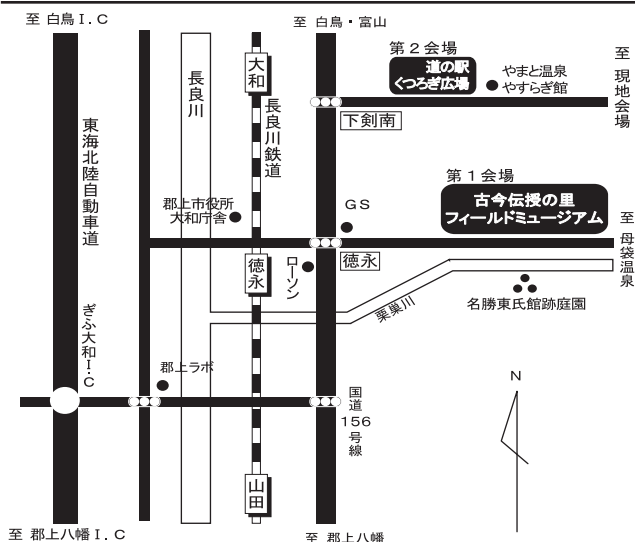 至 白鳥I.C
至 白鳥・富山
第2会場
道の駅
くつろぎ広場
やまと温泉
やすらぎ館
至 現地会場
大和
長良川
長良川鉄道
下剣南
東海北陸自動車道
第1会場
古今伝授の里
フィールドミュージアム
郡上市役所
大和庁舎
GS
至 母袋温泉
徳永
ローソン
徳永
栗巣川
名勝東氏館跡庭園
ぎふ大和I.C
郡上ラボ
国道156号線
N
山田
至 郡上八幡I.C
至 郡上八幡